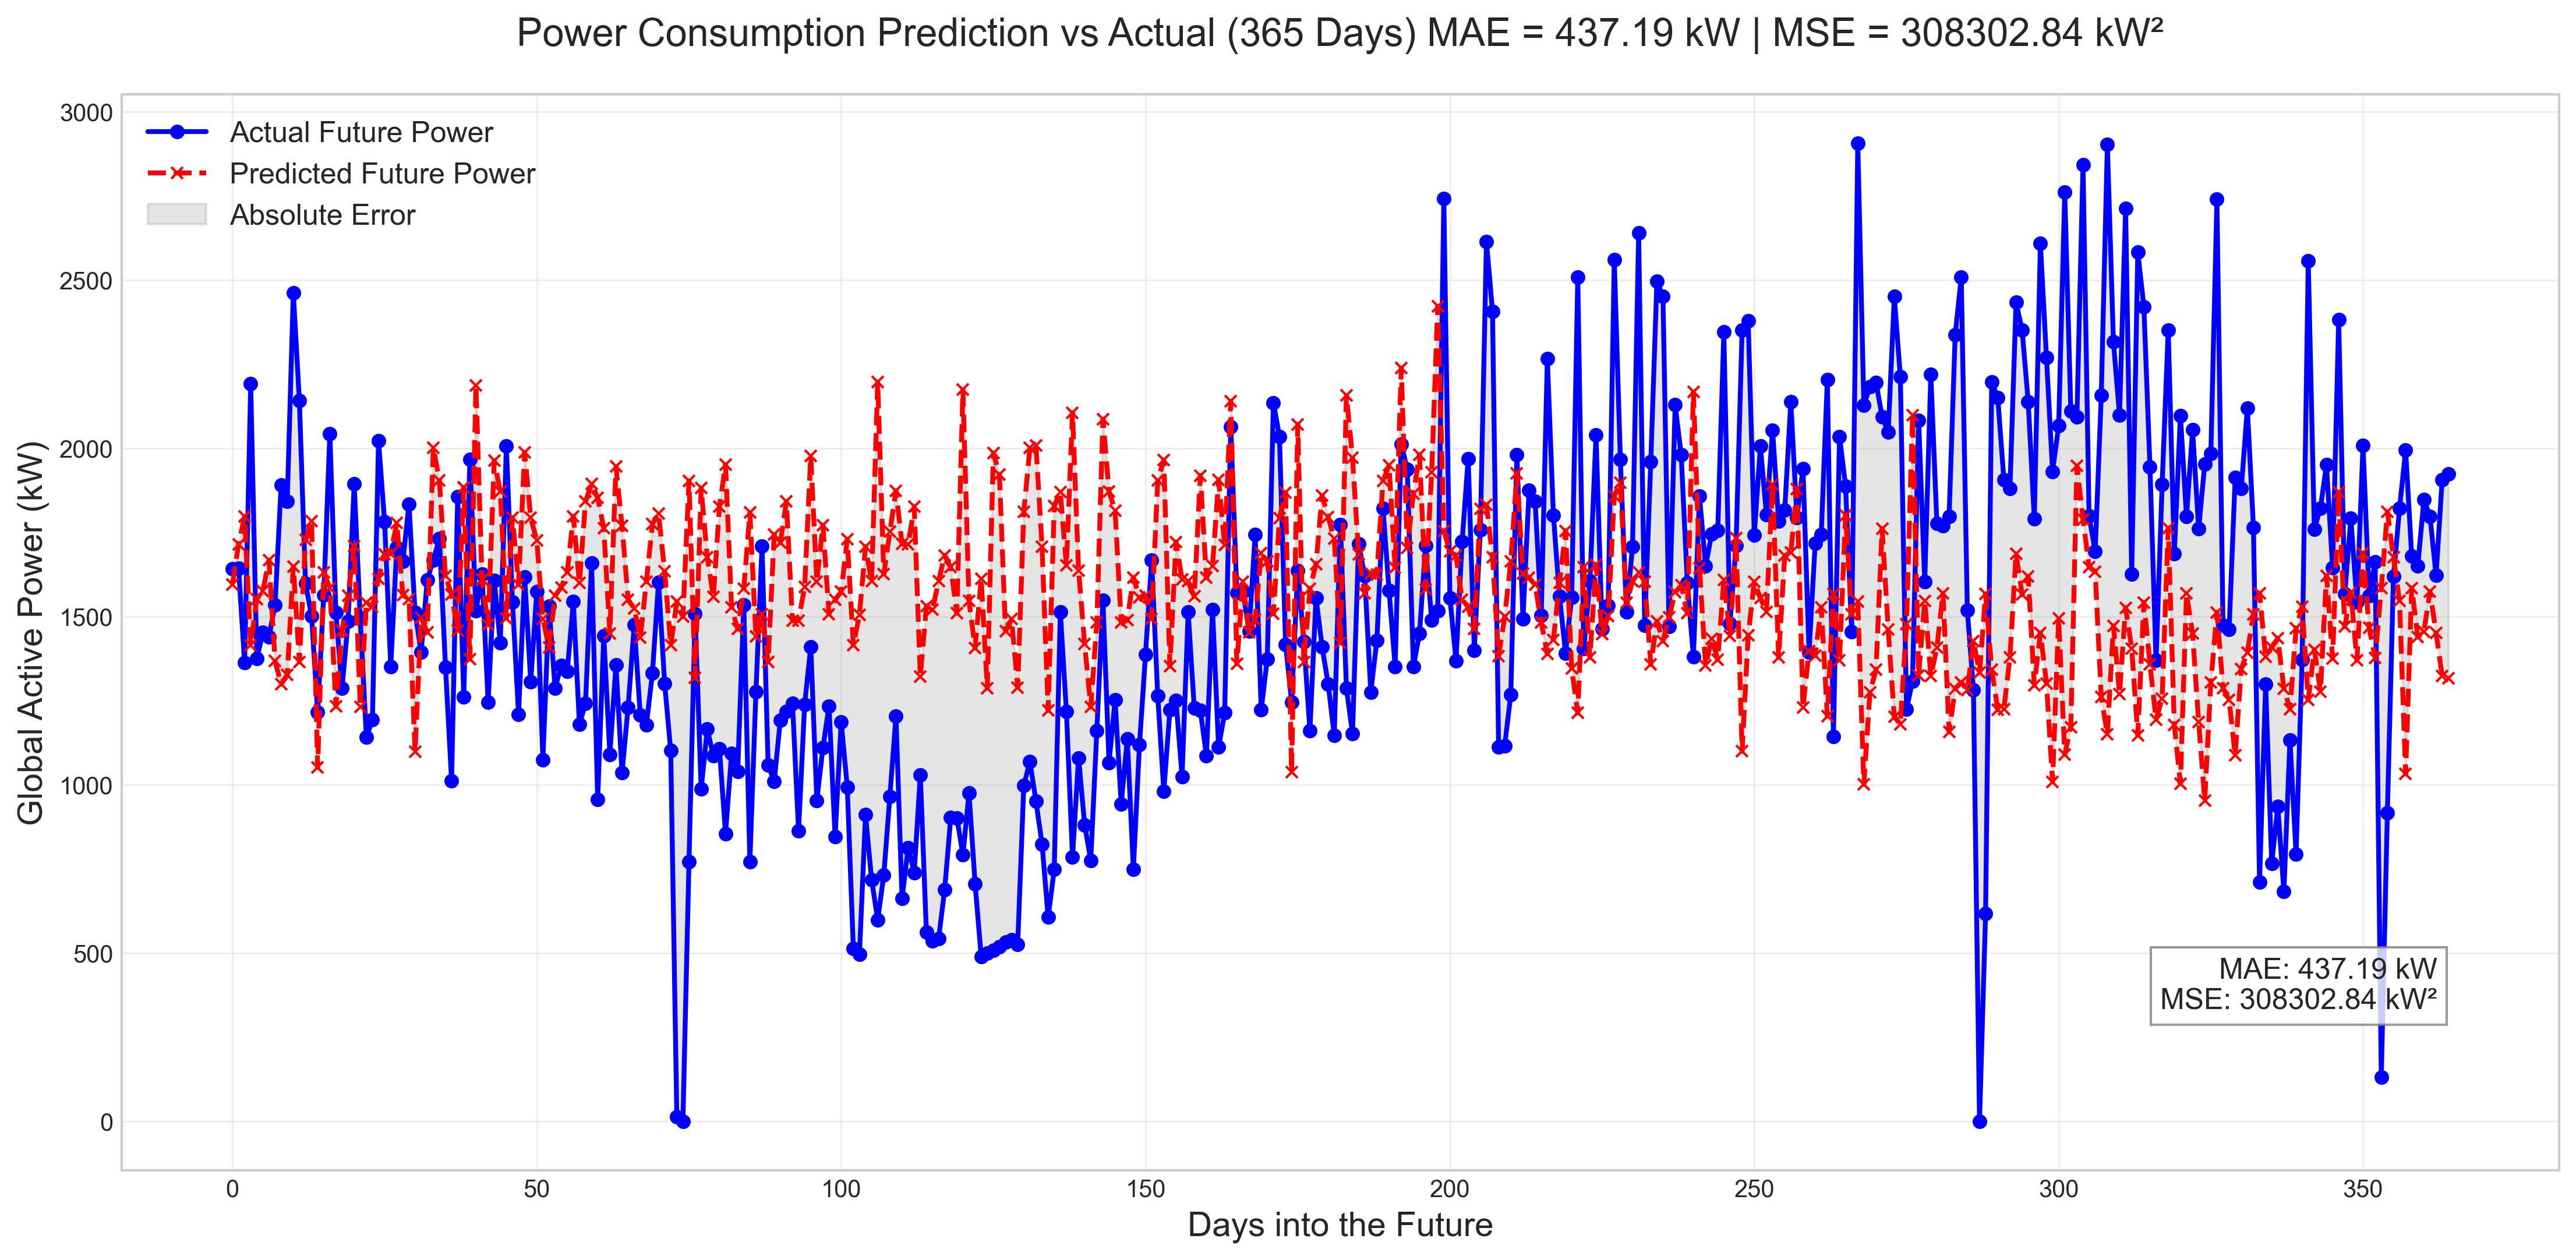 Power Consumption Prediction vs Actual (365 Days) MAE = 437.19 kW | MSE = 308302.84 kW²
Actual Future Power
Predicted Future Power
Absolute Error
Global Active Power (kW)
3000
2500
2000
1500
1000
500
0
MAE: 437.19 kW
MSE: 308302.84 kW²
0 50 100 150 200 250 300 350
Days into the Future